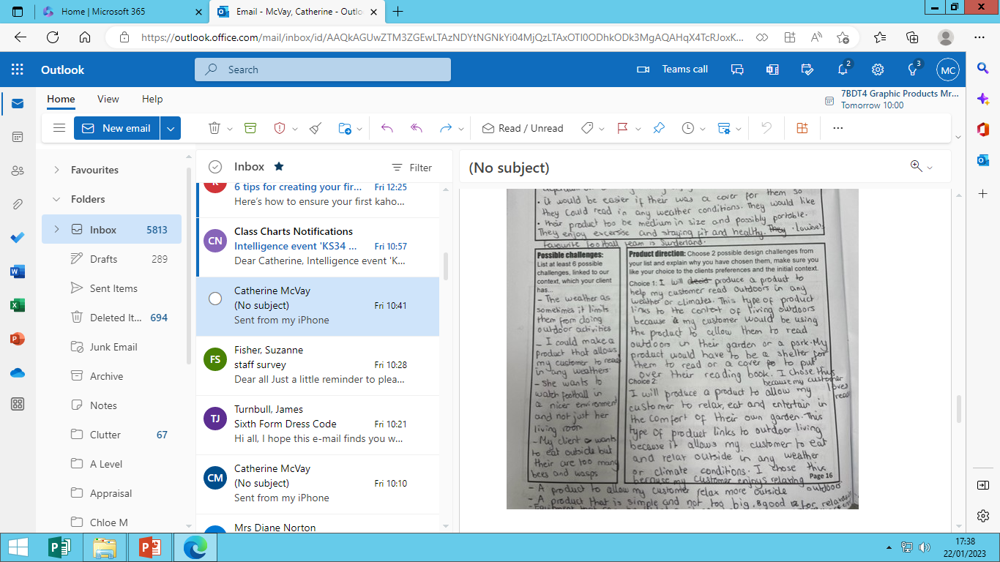 Home | Microsoft 365
Email - McVay, Catherine - Outlo
https://outlook.office.com/mail/inbox/id/AAQkAGUwZTM3ZGEwLTAzNDYtNGNkYi04MjQzLTAxOTI0ODhkODk3MgAQAHqX4TcRJoxK...
Outlook
Search
Teams call
2
3
MC
Home
View
Help
7BDT4 Graphic Products Mr...
Tomorrow 10:00
New email
Read / Unread
Favourites
Folders
Inbox 5813
Drafts 289
Sent Items
Deleted It... 694
Junk Email
Archive
Notes
Clutter 67
A Level
Appraisal
Chloe M
Inbox
Filter
6 tips for creating your fir... Fri 12:25
Here's how to ensure your first kaho...
CN
Class Charts Notifications
Intelligence event 'KS34 ... Fri 10:57
Dear Catherine, Intelligence event 'K...
Catherine McVay
(No subject) Fri 10:41
Sent from my iPhone
FS
Fisher, Suzanne
staff survey Fri 10:28
Dear all Just a little reminder to plea...
TJ
Turnbull, James
Sixth Form Dress Code Fri 10:21
Hi all, I hope this e-mail finds you w...
CM
Catherine McVay
(No subject) Fri 10:10
Sent from my iPhone
Mrs Diane Norton
(No subject)
• it would be easier if their was a cover for them so
they could read in any weather conditions. They would like
• their product too be medium in size and possibly portable.
They enjoy excersise and staying fit and healthy. They • louise's
favourite football team is Sunderland.
Possible challenges:
List at least 6 possible
challenges, linked to our
context, which your client
has...
- The weather as
sometimes it limits
them from doing
outdoor activities
- I could make a
product that allows
my customer to read
in any weathers
- she wants to
watch football in
a nicer environment
and not just her
living room
- My client wants
to eat outside but
their are too many
bees and wasps
Product direction: Choose 2 possible design challenges from
your list and explain why you have chosen them, make sure you
like your choice to the clients preferences and the initial context.
Choice 1: I will decid produce a product to
help my customer read outdoors in any
weather or climates. This type of product
links to the context of living outdoors
because my customer would be using
the product to allow them to read
outdoors in their garden or a park. My
product would have to be a shelter for
them to read or a cover to put
over their reading book. I chose this
because my customer
loves
read
Choice 2:
I will produce a product to allow my
customer to relax, eat and entertain in
the comfort of their own garden. This
type of product links to outdoor living
because it allows my customer to eat
and relax outside in any weather
or climate conditions. I chose this
because my customer enjoys relaxing
outdoor
Page 16
- A product to allow my customer relax more outside
- A product that is simple and not too big. good for relax
17:38
22/01/2023